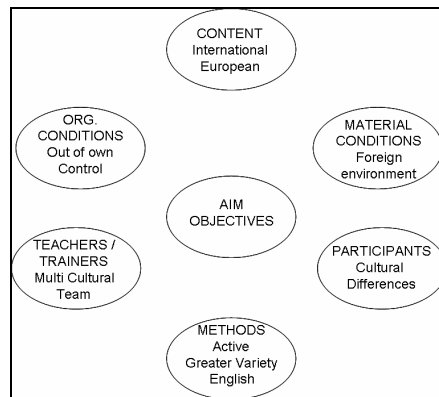 CONTENT
International
European
ORG.
CONDITIONS
Out of own
Control
MATERIAL
CONDITIONS
Foreign
environment
AIM
OBJECTIVES
TEACHERS /
TRAINERS
Multi Cultural
Team
PARTICIPANTS
Cultural
Differences
METHODS
Active
Greater Variety
English